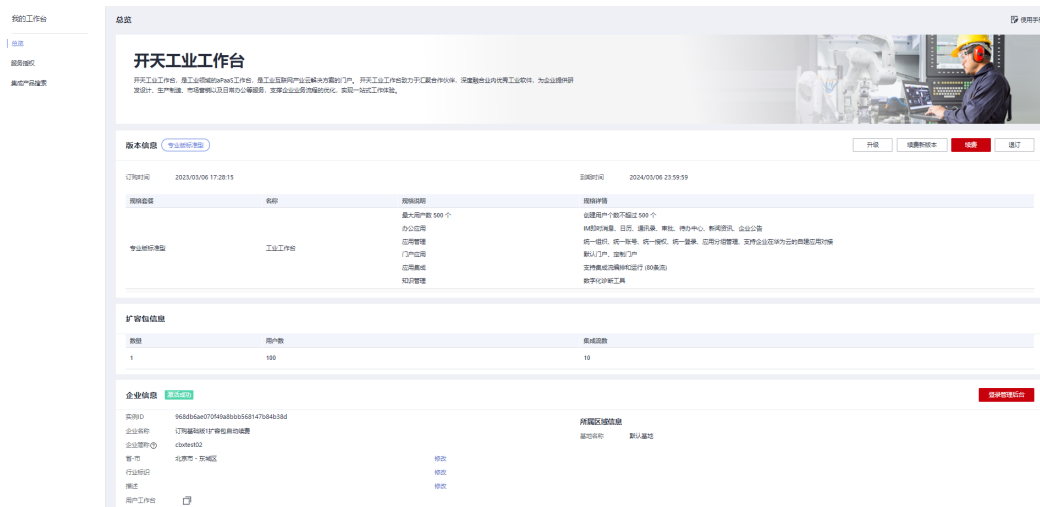 我的工作台
总览
使用手册
总览
服务授权
集成产品搜索
开天工业工作台
开天工业工作台，是工业领域的aPaaS工作台，是工业互联网产业云解决方案的门户。 开天工业工作台致力于汇聚合作伙伴，深度融合业内优秀工业软件，为企业提供研
发设计、生产制造、市场营销以及日常办公等服务，支撑企业业务流程的优化，实现一站式工作体验。
版本信息 专业版标准型 升级 续费新版本 续费 退订
订购时间 2023/03/06 17:28:15 到期时间 2024/03/06 23:59:59
规格套餐 名称 规格说明 规格详情
最大用户数 500 个 创建用户个数不超过 500 个
办公应用 IM即时消息、日历、通讯录、审批、待办中心、新闻资讯、企业公告
应用管理 统一组织、统一账号、统一授权、统一登录、应用分组管理、支持企业在华为云的自建应用对接
专业版标准型 工业工作台 门户应用 默认门户、定制门户
应用集成 支持集成流编排和运行 (80条流)
知识管理 数字化诊断工具
扩容包信息
数量 用户数 集成流数
1 100 10
企业信息 激活成功 登录管理后台
实例ID 968db6ae070f49a8bbb568147b84b38d
所属区域信息
企业名称 订购基础版1扩容包自动续费
基地名称 默认基地
企业简称 cbxtest02
省-市 北京市 - 东城区 修改
行业标识 修改
描述 修改
用户工作台